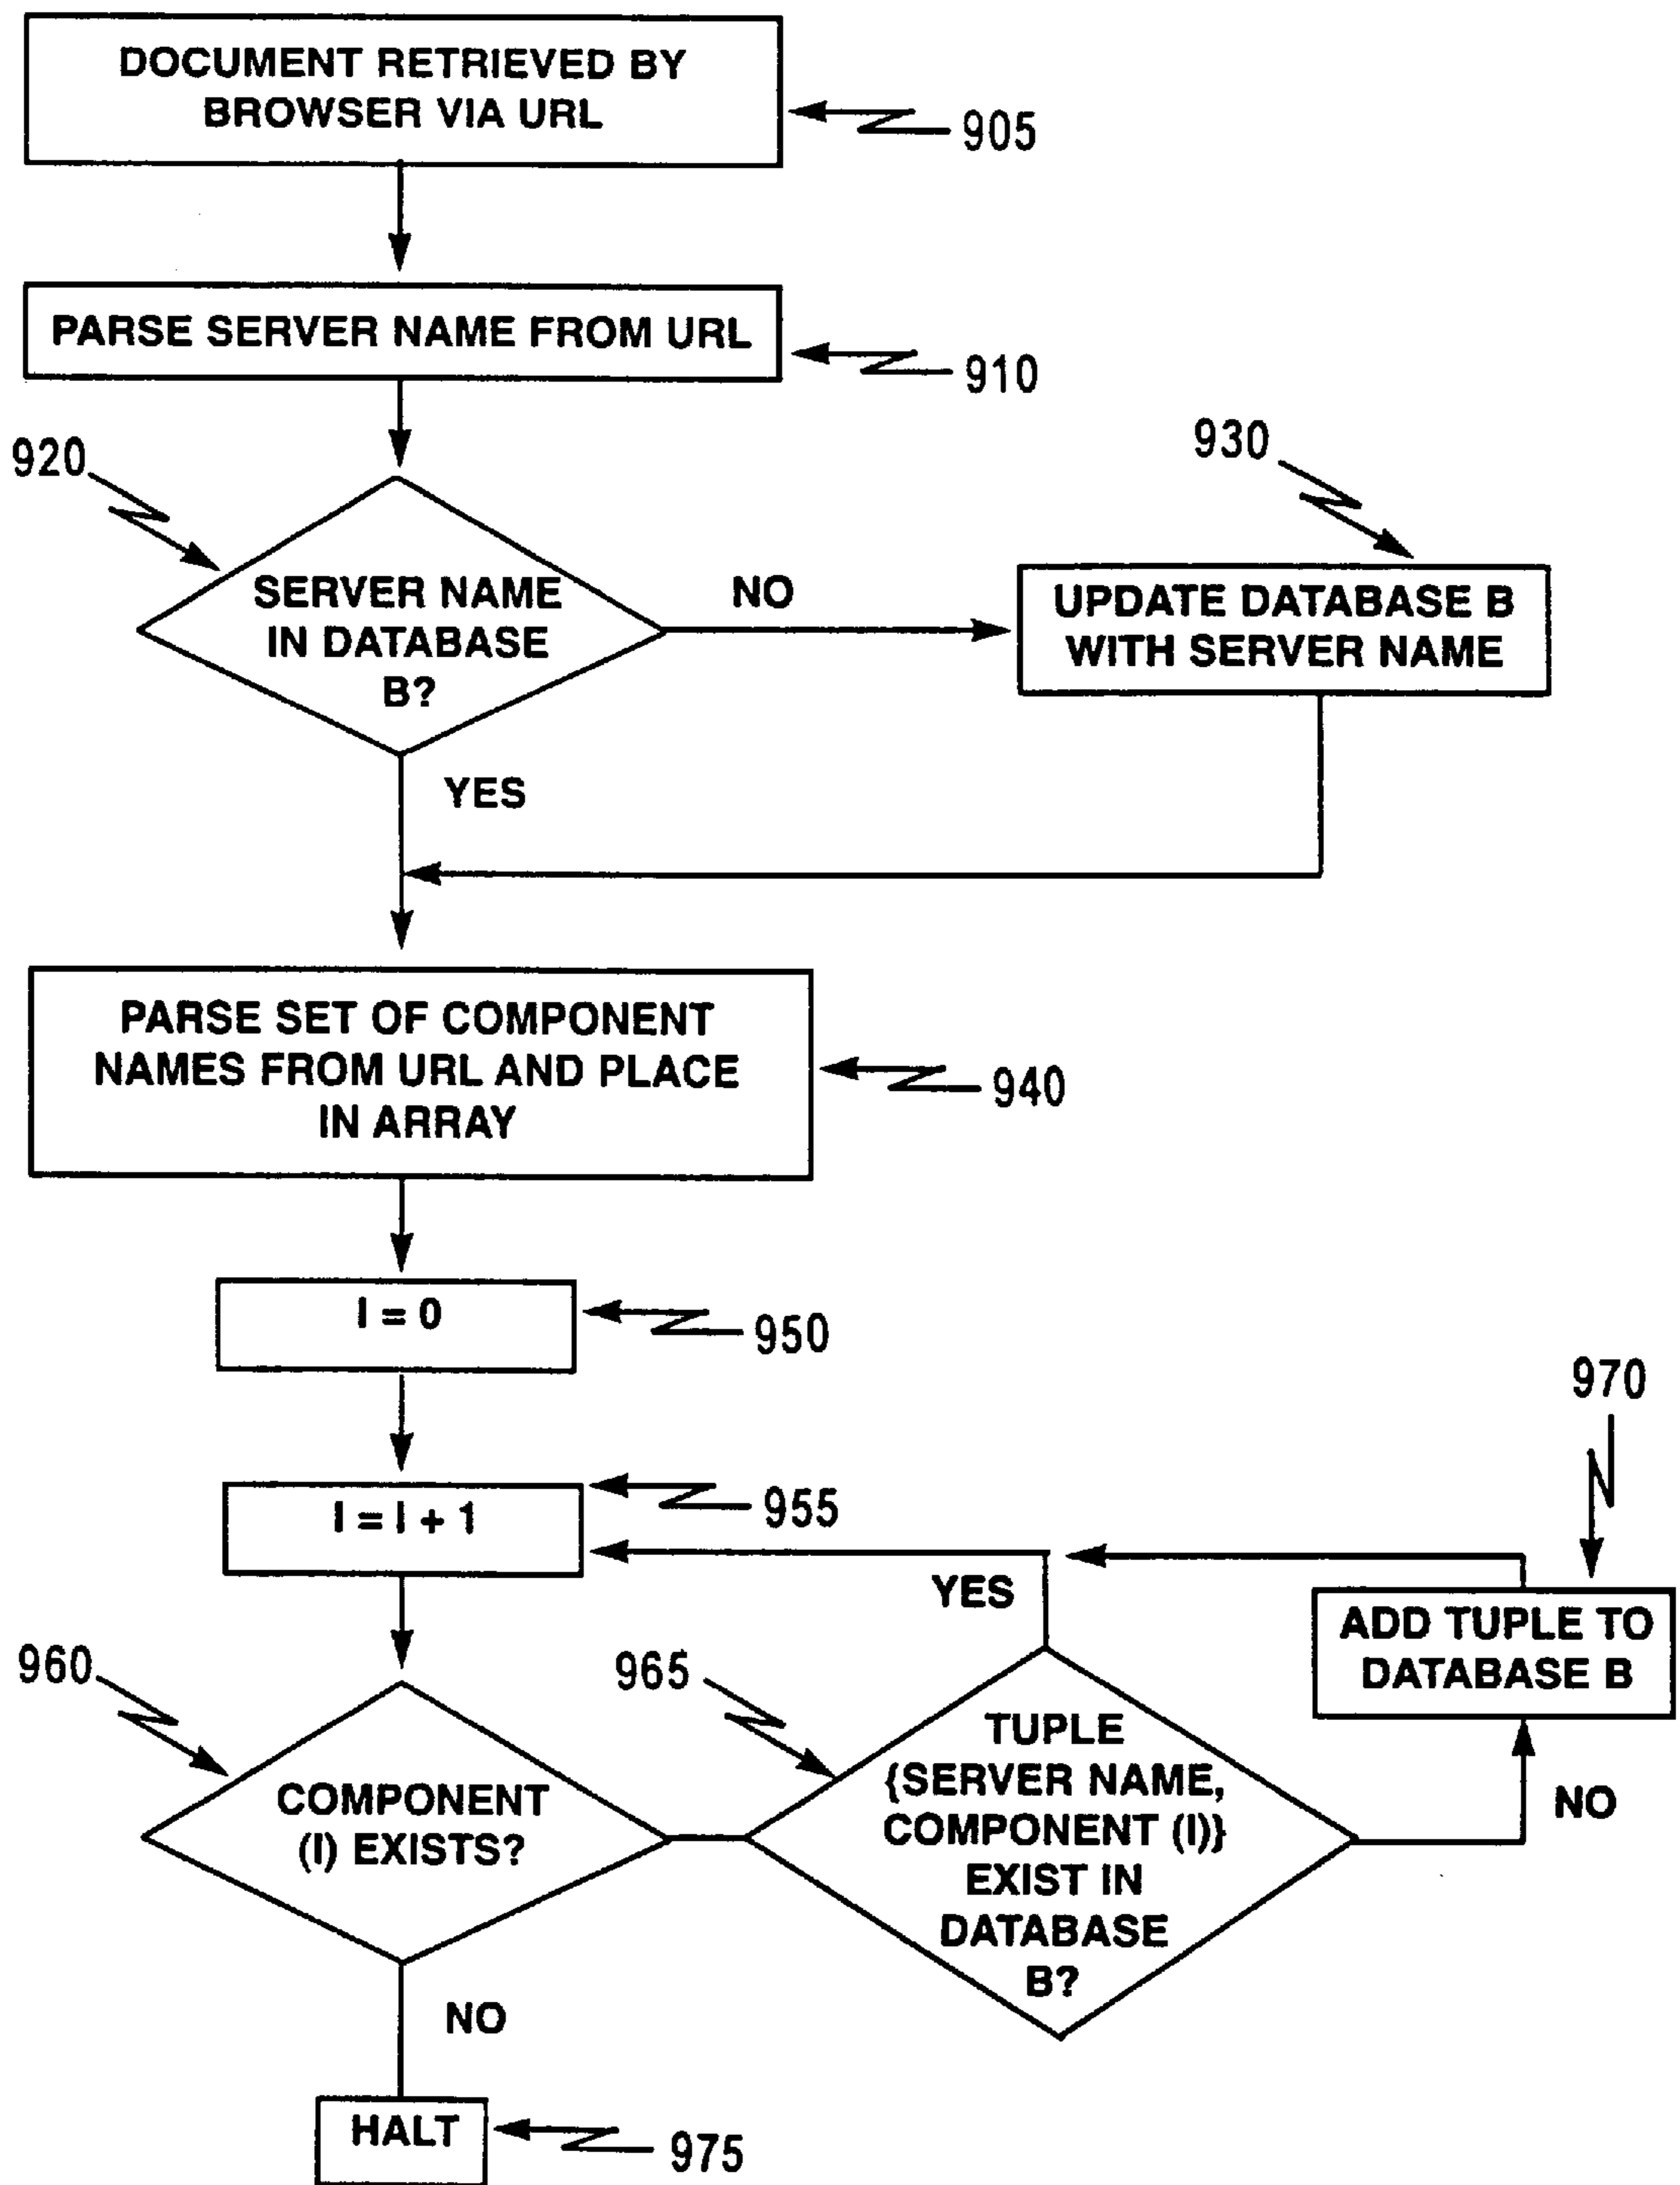 DOCUMENT RETRIEVED BY
BROWSER VIA URL
905
PARSE SERVER NAME FROM URL
910
920
SERVER NAME
IN DATABASE
B?
NO
930
UPDATE DATABASE B
WITH SERVER NAME
YES
PARSE SET OF COMPONENT
NAMES FROM URL AND PLACE
IN ARRAY
940
I = 0
950
I = I + 1
955
970
YES
ADD TUPLE TO
DATABASE B
960
COMPONENT
(I) EXISTS?
965
TUPLE
{SERVER NAME,
COMPONENT (I)}
EXIST IN
DATABASE
B?
NO
NO
HALT
975